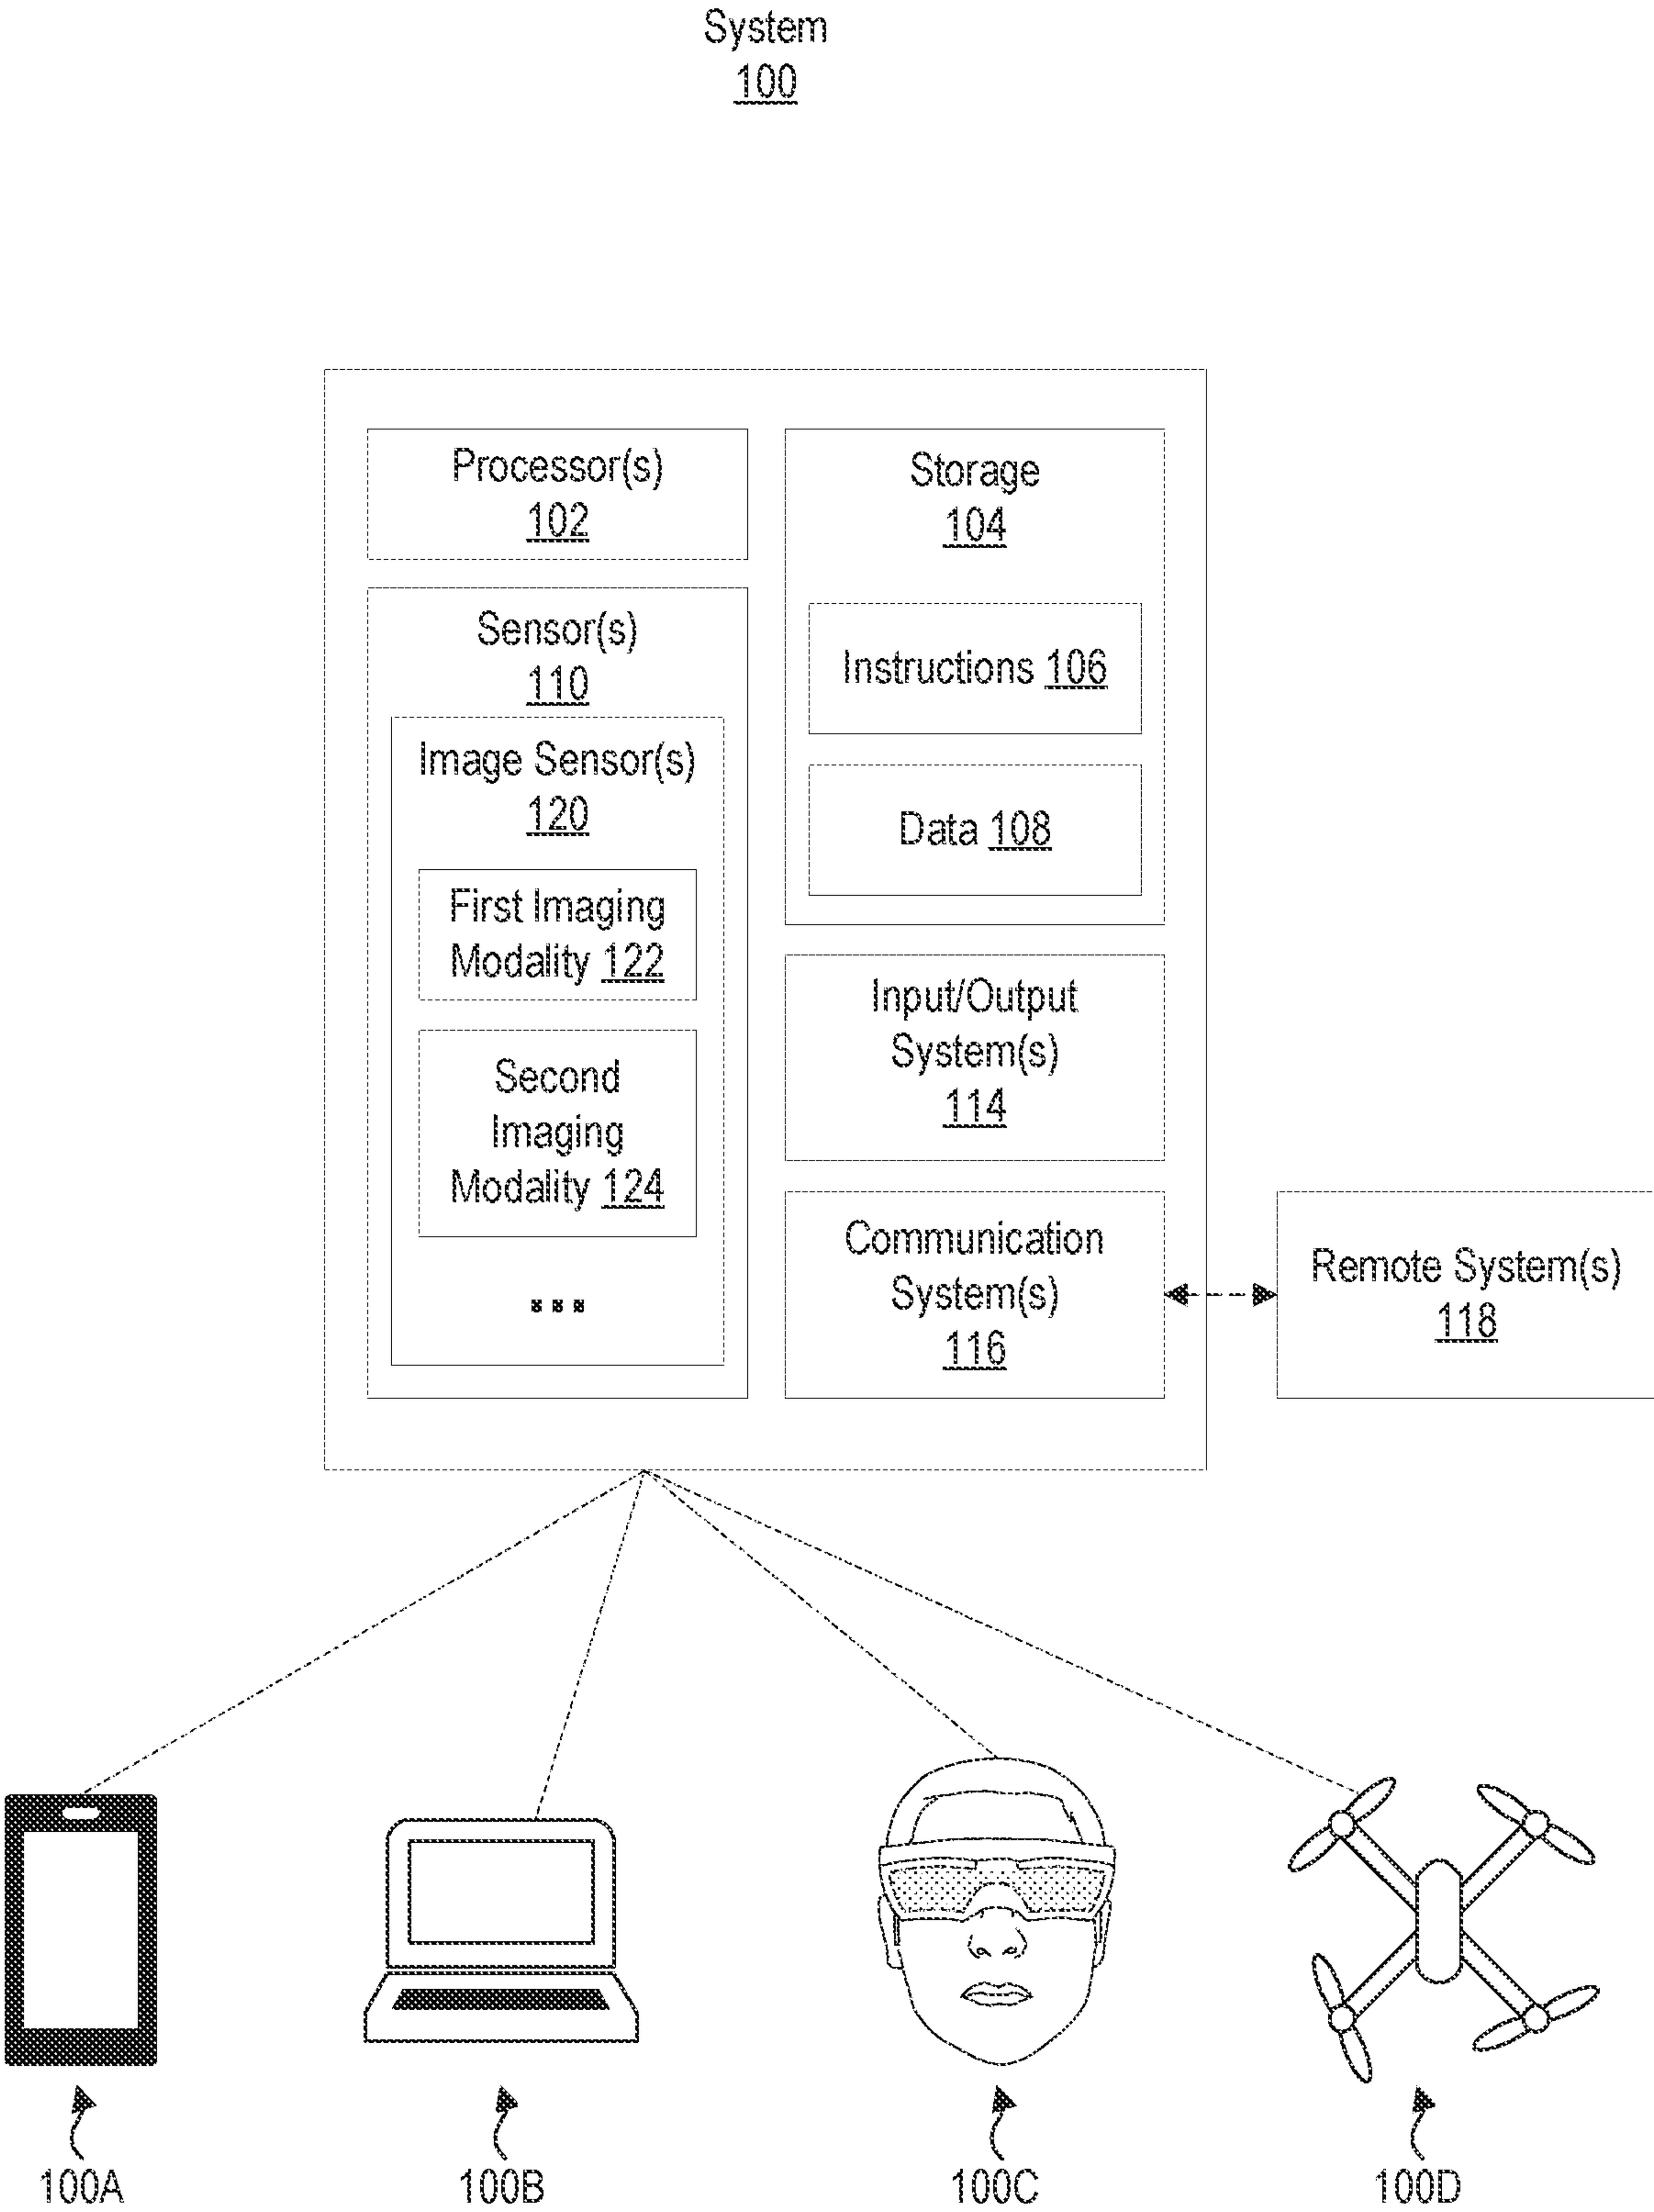 System
100
Processor(s)
102
Sensor(s)
110
Image Sensor(s)
120
First Imaging
Modality 122
Second
Imaging
Modality 124
...
Storage
104
Instructions 106
Data 108
Input/Output
System(s)
114
Communication
System(s)
116
Remote System(s)
118
100A
100B
100C
100D